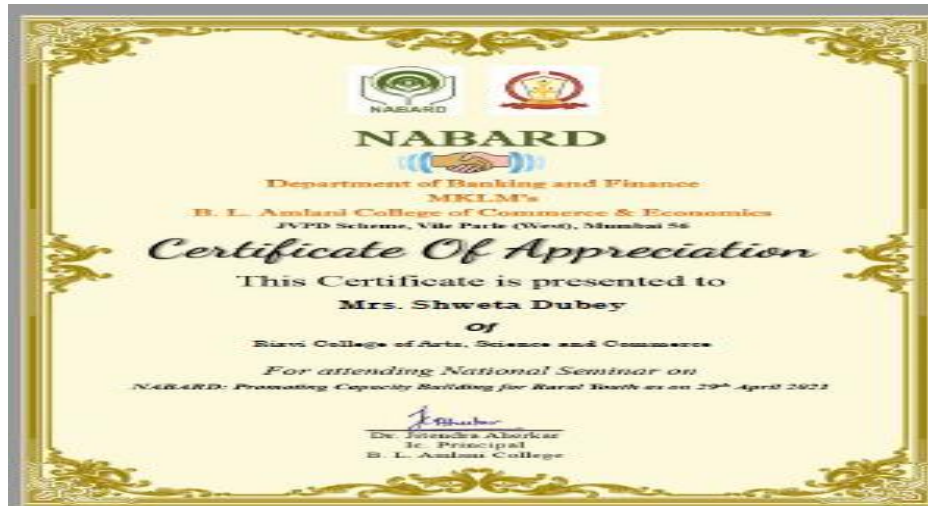 NABARD
NABARD
Department of Banking and Finance
MKLM's
B. L. Amlani College of Commerce & Economics
JVPD Scheme, Vile Parle (West), Mumbai 56
Certificate Of Appreciation
This Certificate is presented to
Mrs. Shweta Dubey
Of
Rizvi College of Arts, Science and Commerce
For attending National Seminar on
NABARD: Promoting Capacity Building for Rural Youth as on 29th April
Dr. Jitendra Aherkar
Ic. Principal
B. L. Amlani College